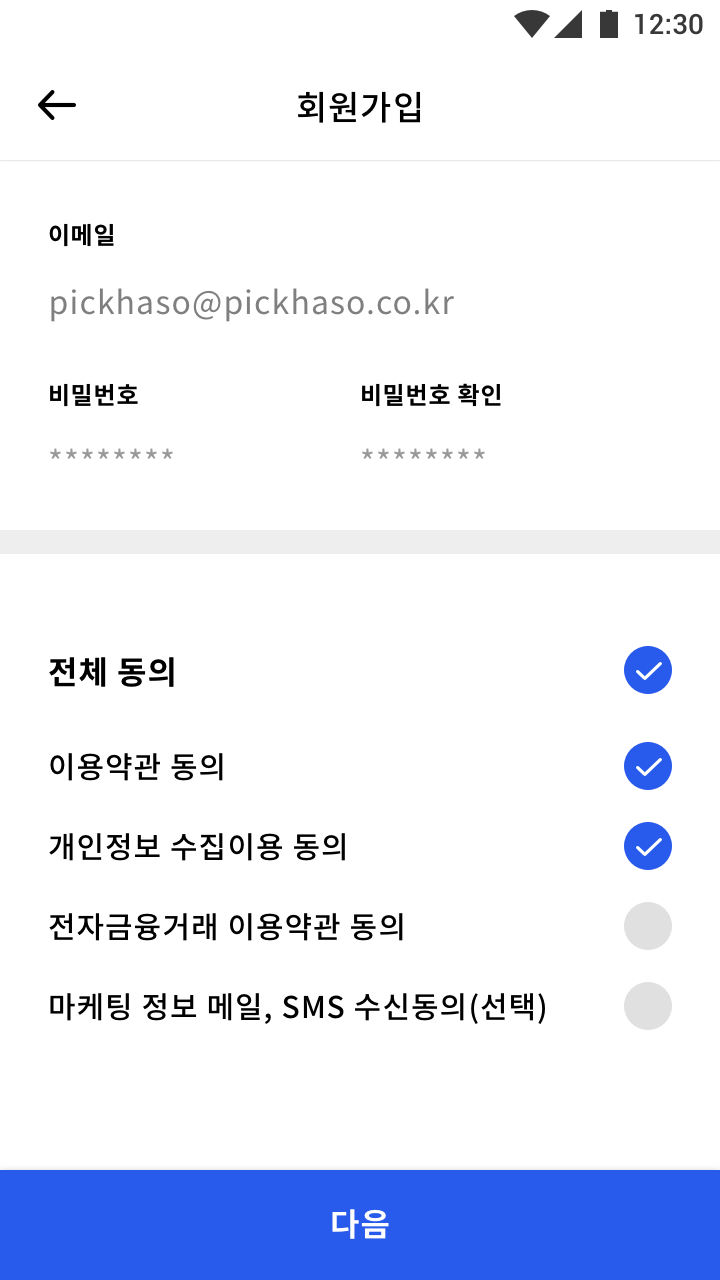 12:30
회원가입
이메일
pickhaso@pickhaso.co.kr
비밀번호 비밀번호 확인
******** ********
전체 동의
이용약관 동의
개인정보 수집이용 동의
전자금융거래 이용약관 동의
마케팅 정보 메일, SMS 수신동의(선택)
다음